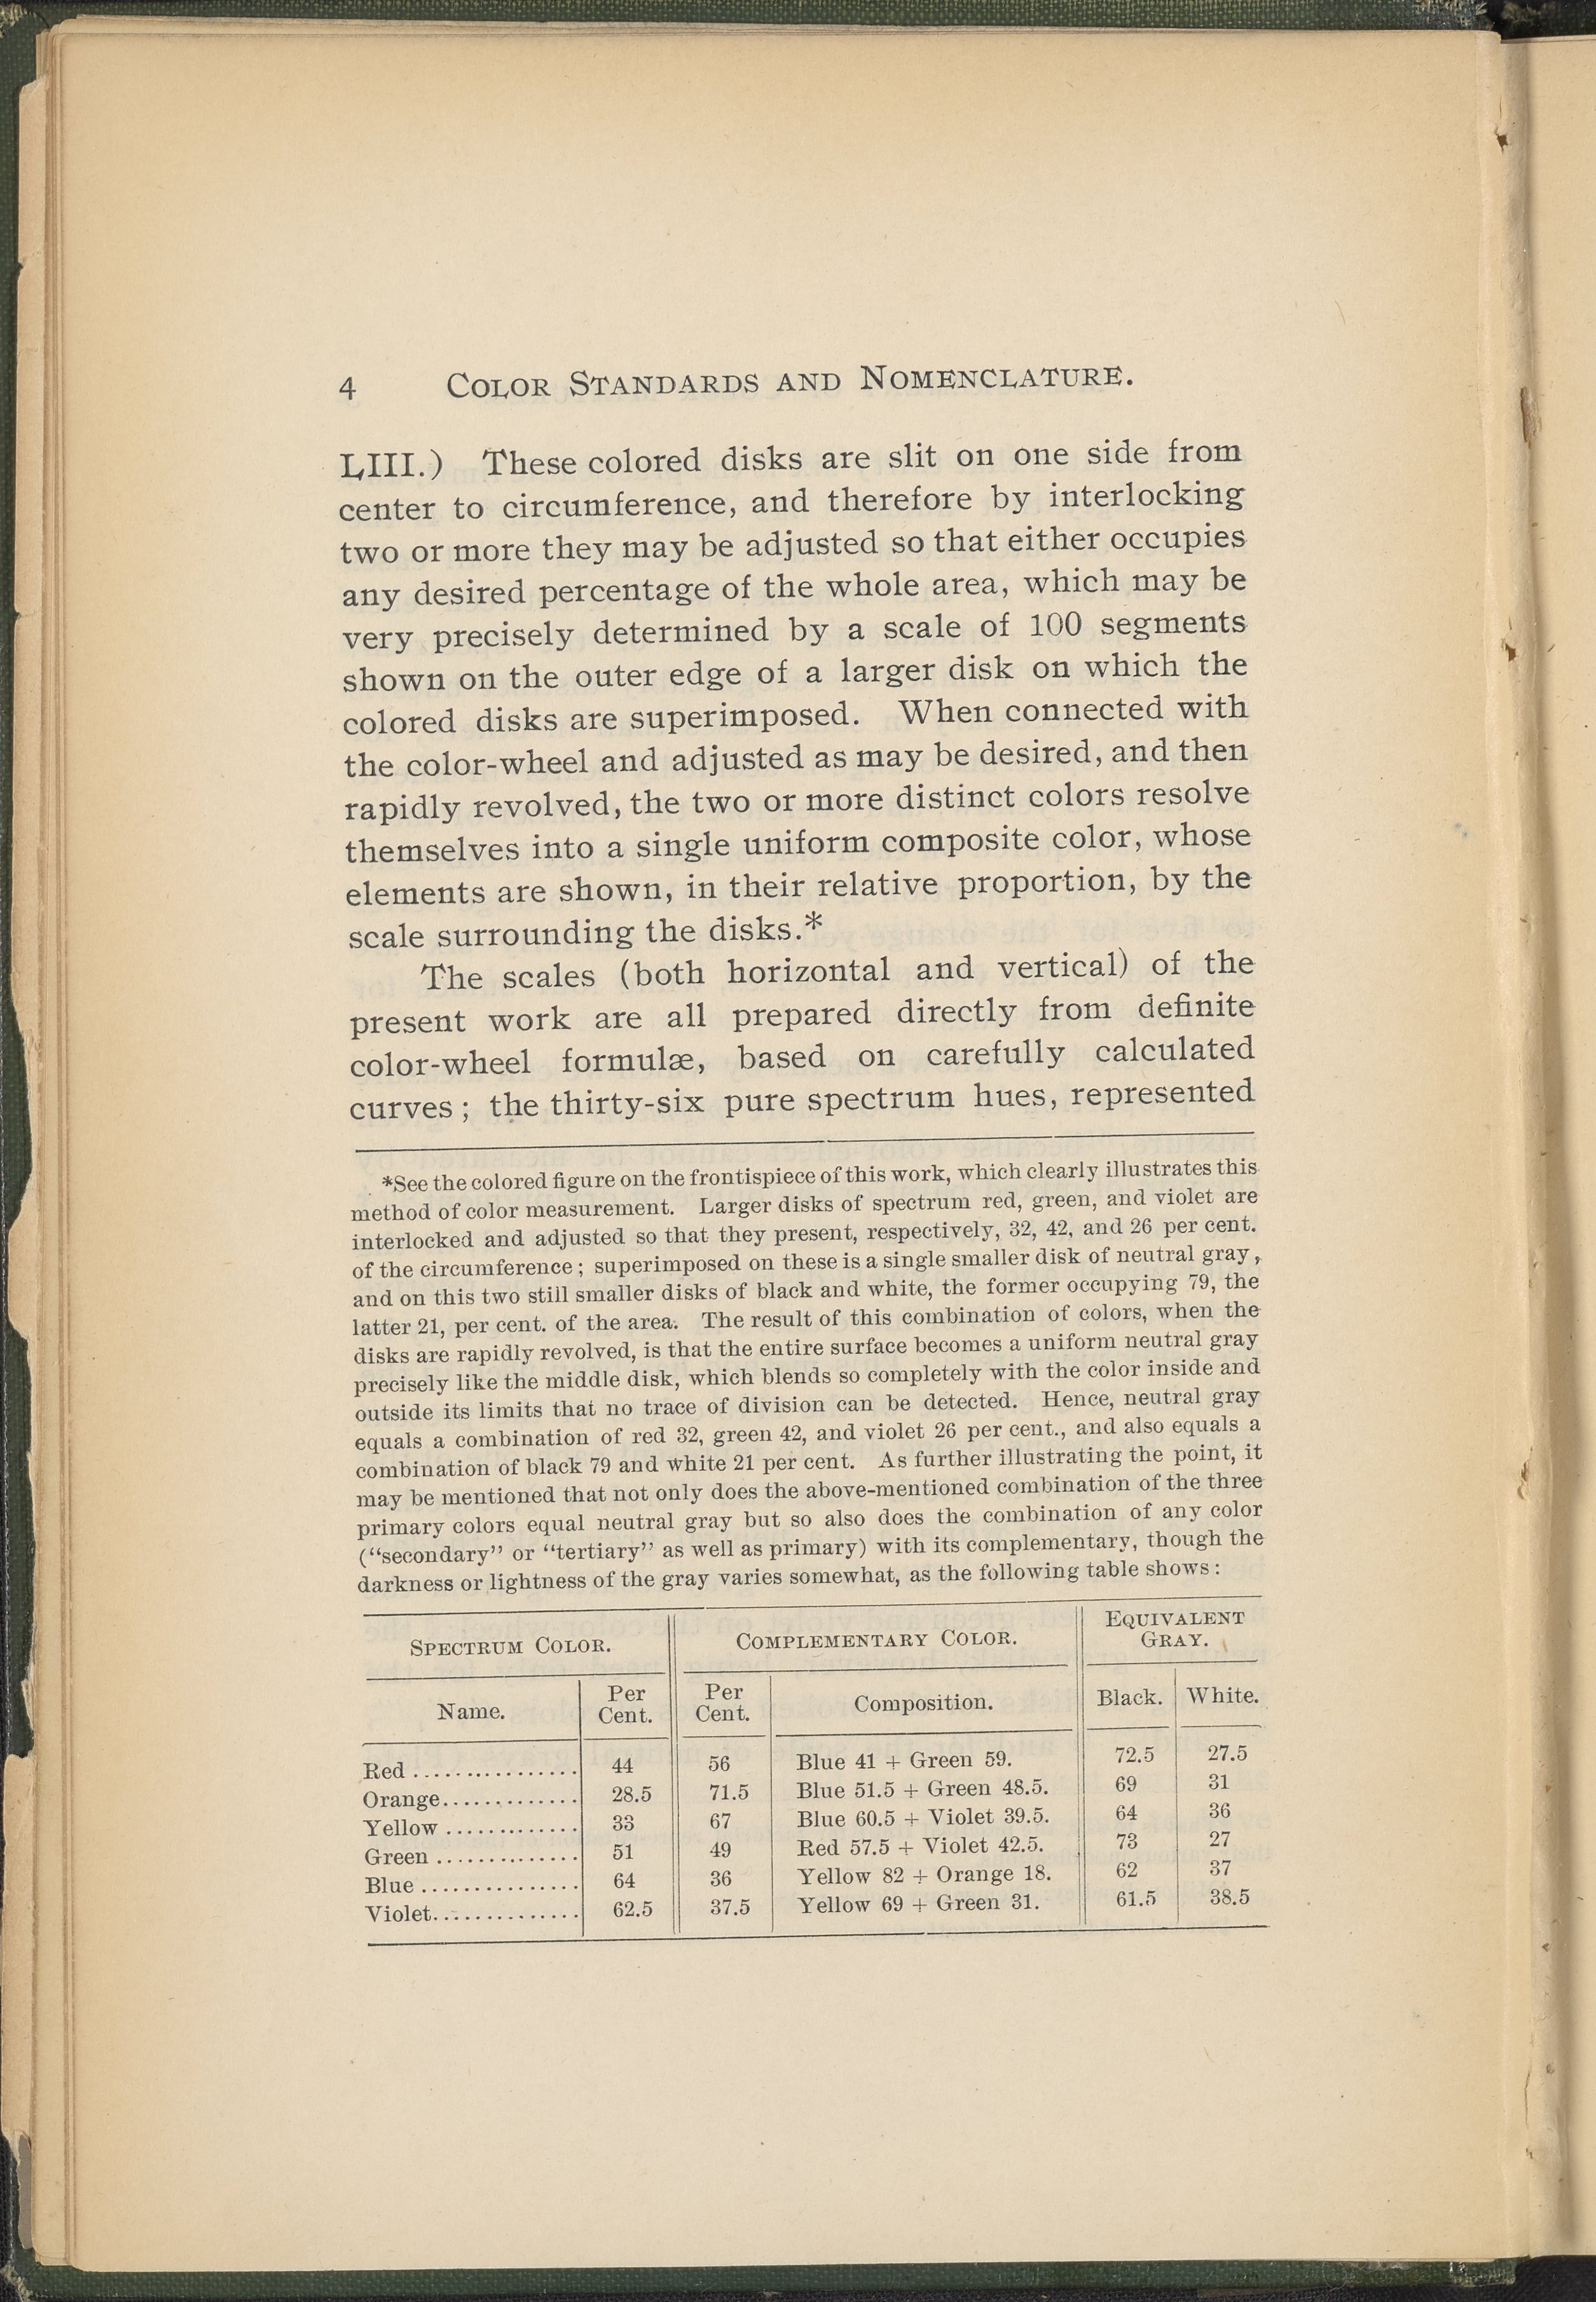 4 COLOR STANDARDS AND NOMENCLATURE.
LIII.) These colored disks are slit on one side from
center to circumference, and therefore by interlocking
two or more they may be adjusted so that either occupies
any desired percentage of the whole area, which may be
very precisely determined by a scale of 100 segments
shown on the outer edge of a larger disk on which the
colored disks are superimposed. When connected with
the color-wheel and adjusted as may be desired, and then
rapidly revolved, the two or more distinct colors resolve
themselves into a single uniform composite color, whose
elements are shown, in their relative proportion, by the
scale surrounding the disks.*
The scales (both horizontal and vertical) of the
present work are all prepared directly from definite
color-wheel formulæ, based on carefully calculated
curves; the thirty-six pure spectrum hues, represented
*See the colored figure on the frontispiece of this work, which clearly illustrates this
method of color measurement. Larger disks of spectrum red, green, and violet are
interlocked and adjusted so that they present, respectively, 32, 42, and 26 per cent.
of the circumference; superimposed on these is a single smaller disk of neutral gray,
and on this two still smaller disks of black and white, the former occupying 79, the
latter 21, per cent. of the area. The result of this combination of colors, when the
disks are rapidly revolved, is that the entire surface becomes a uniform neutral gray
precisely like the middle disk, which blends so completely with the color inside and
outside its limits that no trace of division can be detected. Hence, neutral gray
equals a combination of red 32, green 42, and violet 26 per cent., and also equals a
combination of black 79 and white 21 per cent. As further illustrating the point, it
may be mentioned that not only does the above-mentioned combination of the three
primary colors equal neutral gray but so also does the combination of any color
("secondary" or "tertiary" as well as primary) with its complementary, though the
darkness or lightness of the gray varies somewhat, as the following table shows:
SPECTRUM COLOR. COMPLEMENTARY COLOR. EQUIVALENT GRAY.
Name. Per Cent. Per Cent. Composition. Black. White.
Red ................ 44 56 Blue 41 + Green 59. 72.5 27.5
Orange............. 28.5 71.5 Blue 51.5 + Green 48.5. 69 31
Yellow ............. 33 67 Blue 60.5 + Violet 39.5. 64 36
Green .............. 51 49 Red 57.5 + Violet 42.5. 73 27
Blue ............... 64 36 Yellow 82 + Orange 18. 62 37
Violet.............. 62.5 37.5 Yellow 69 + Green 31. 61.5 38.5